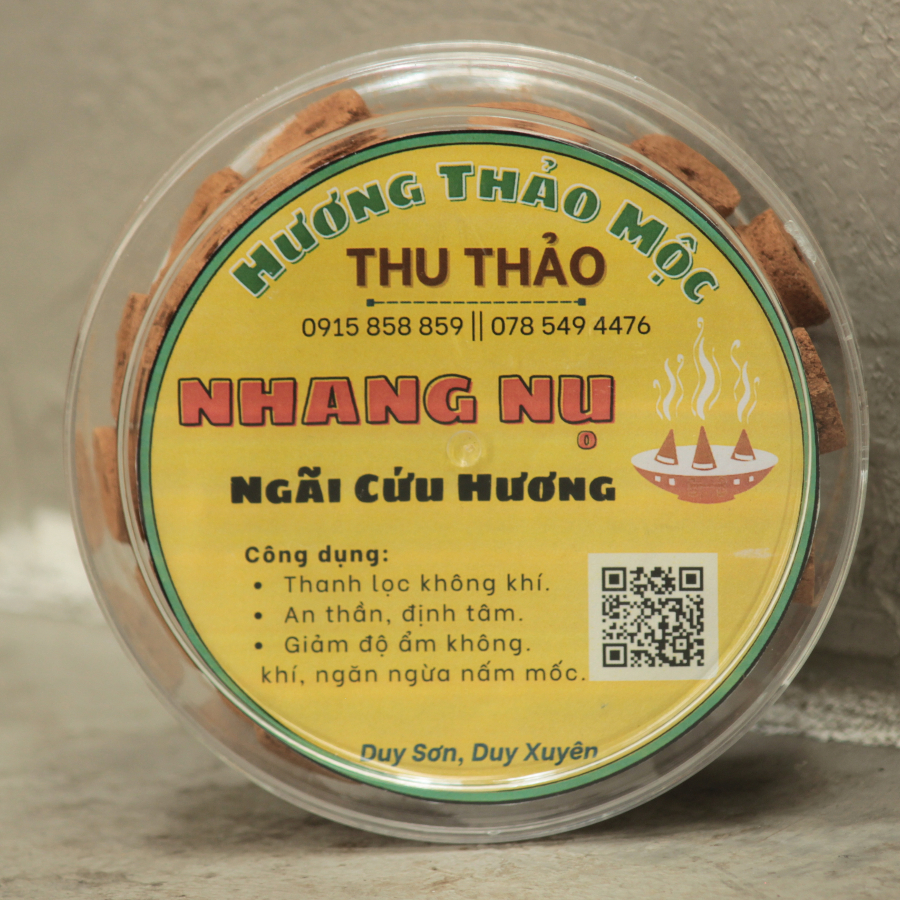 Hương Thảo Mộc
THU THẢO
0915 858 859 || 078 549 4476
NHANG NỤ
NGÃI CỨU HƯƠNG
Công dụng:
• Thanh lọc không khí.
• An thần, định tâm.
• Giảm độ ẩm không.
khí, ngăn ngừa nấm mốc.
Duy Sơn, Duy Xuyên